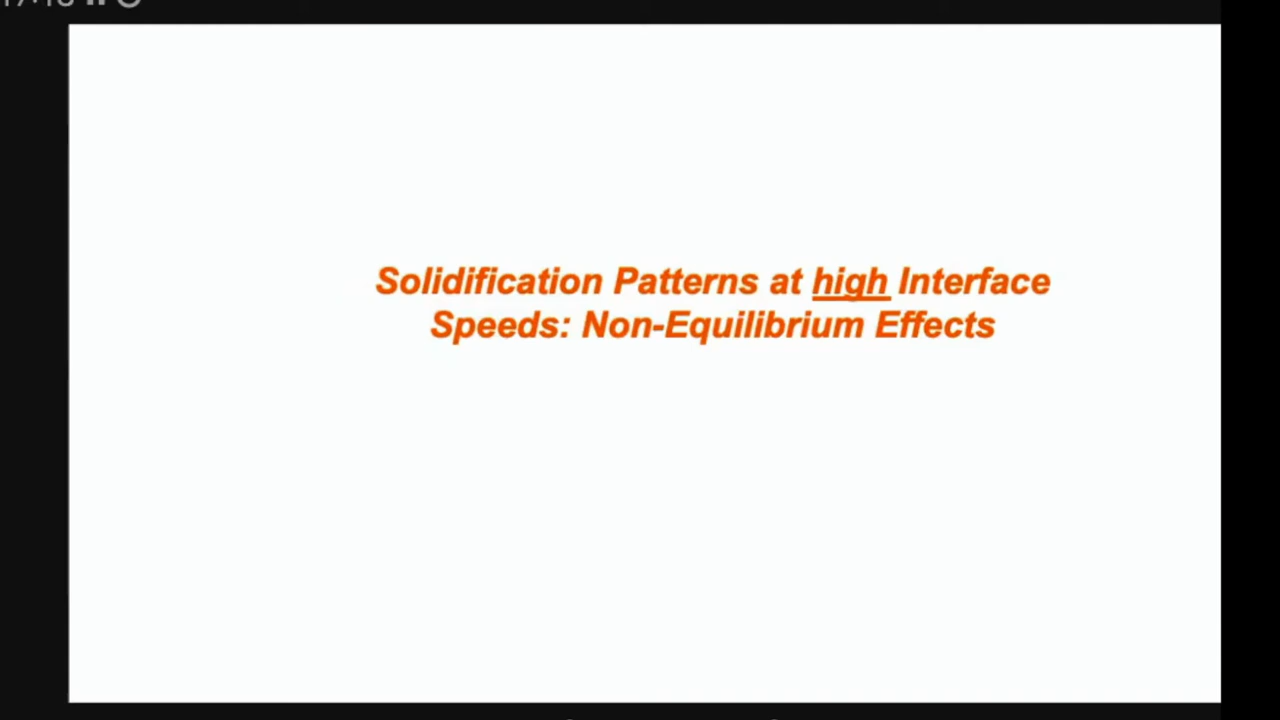 Solidification Patterns at high Interface
Speeds: Non-Equilibrium Effects